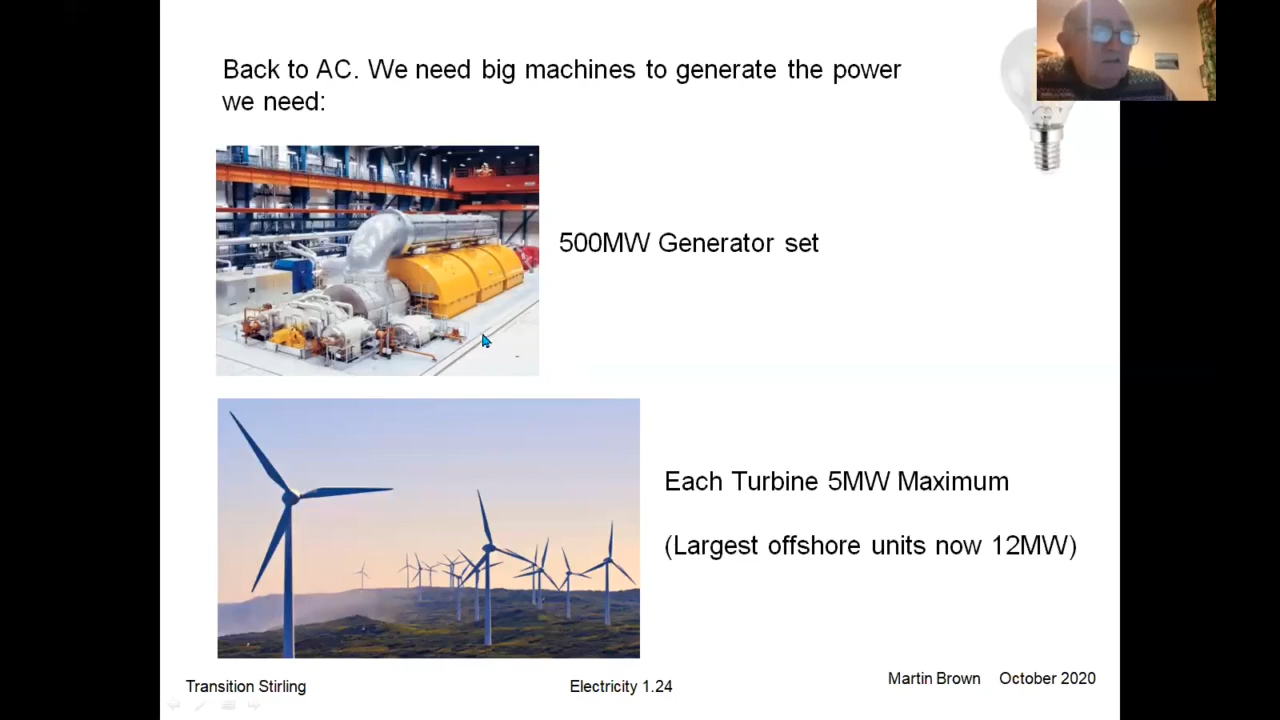 Back to AC. We need big machines to generate the power
we need:
500MW Generator set
Each Turbine 5MW Maximum
(Largest offshore units now 12MW)
Transition Stirling
Electricity 1.24
Martin Brown October 2020